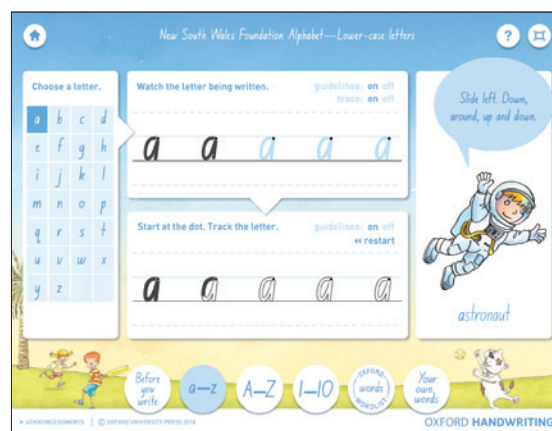 New South Wales Foundation Alphabet—Lower-case letters
?
Choose a letter.
a b c d
e f g h
i j k l
m n o p
q r s t
u v w x
y z
Watch the letter being written.
guidelines: on off
trace: on off
a a a a a
Start at the dot. Track the letter.
guidelines: on off
◂◂ restart
a a a a a
Slide left. Down,
around, up and down.
astronaut
Before
you
write
a—z
A—Z
1—10
OXFORD
words
WORDLIST
Your
own
words
▸ ACKNOWLEDGMENTS | © OXFORD UNIVERSITY PRESS 2018
OXFORD HANDWRITING